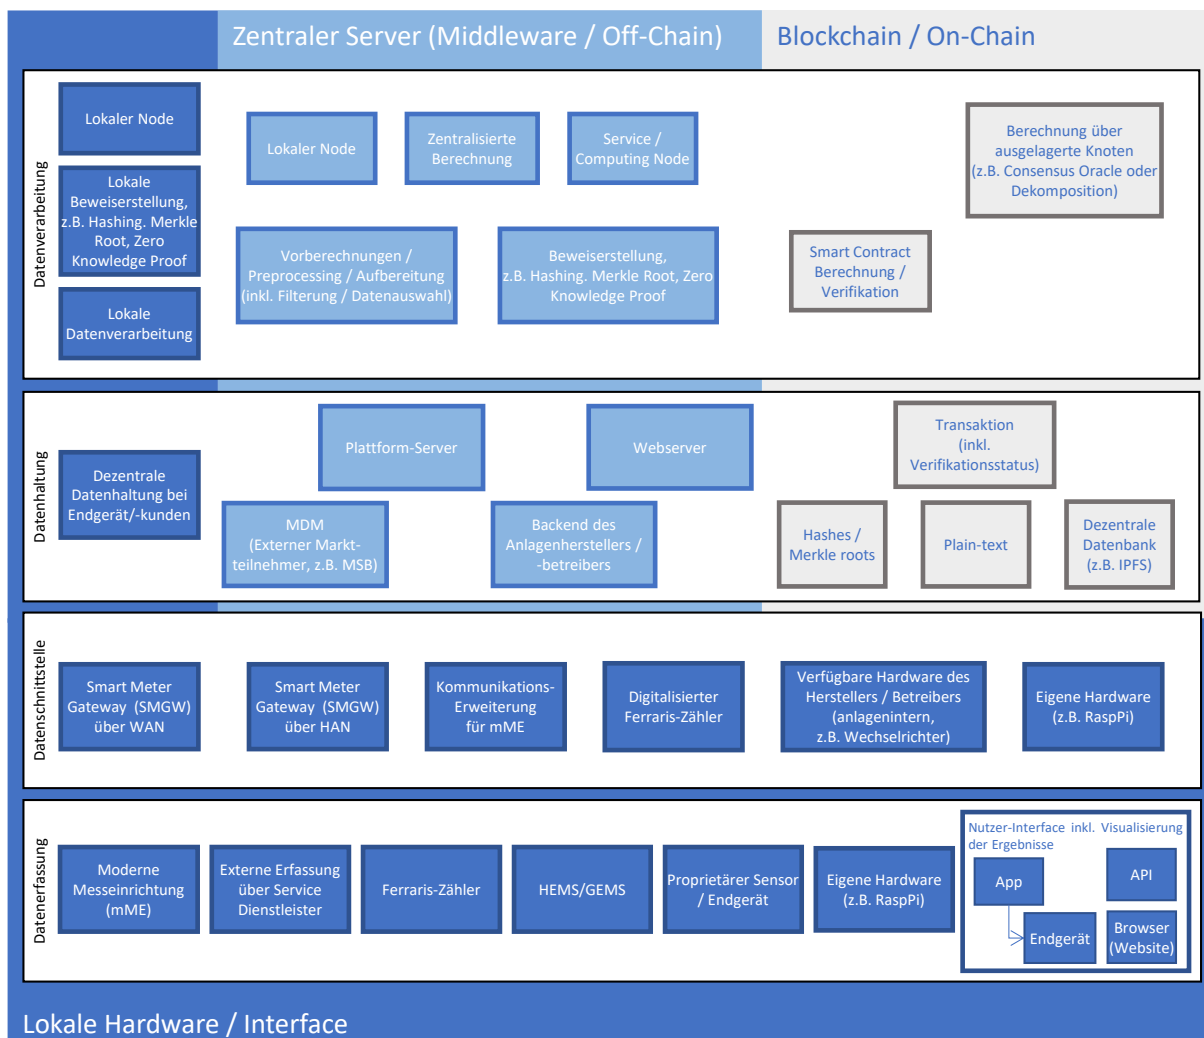 Zentraler Server (Middleware / Off-Chain)
Blockchain / On-Chain
Datenverarbeitung
Lokaler Node
Lokale
Beweiserstellung,
z.B. Hashing. Merkle
Root, Zero
Knowledge Proof
Lokale
Datenverarbeitung
Lokaler Node
Zentralisierte
Berechnung
Service /
Computing Node
Vorberechnungen /
Preprocessing / Aufbereitung
(inkl. Filterung / Datenauswahl)
Beweiserstellung,
z.B. Hashing. Merkle Root, Zero
Knowledge Proof
Berechnung über
ausgelagerte Knoten
(z.B. Consensus Oracle oder
Dekomposition)
Smart Contract
Berechnung /
Verifikation
Datenhaltung
Dezentrale
Datenhaltung bei
Endgerät/-kunden
Plattform-Server
Webserver
MDM
(Externer Markt-
teilnehmer, z.B. MSB)
Backend des
Anlagenherstellers /
-betreibers
Transaktion
(inkl.
Verifikationsstatus)
Hashes /
Merkle roots
Plain-text
Dezentrale
Datenbank
(z.B. IPFS)
Datenschnittstelle
Smart Meter
Gateway (SMGW)
über WAN
Smart Meter
Gateway (SMGW)
über HAN
Kommunikations-
Erweiterung
für mME
Digitalisierter
Ferraris-Zähler
Verfügbare Hardware des
Herstellers / Betreibers
(anlagenintern,
z.B. Wechselrichter)
Eigene Hardware
(z.B. RaspPi)
Datenerfassung
Moderne
Messeinrichtung
(mME)
Externe Erfassung
über Service
Dienstleister
Ferraris-Zähler
HEMS/GEMS
Proprietärer Sensor
/ Endgerät
Eigene Hardware
(z.B. RaspPi)
Nutzer-Interface inkl. Visualisierung
der Ergebnisse
App
API
Endgerät
Browser
(Website)
Lokale Hardware / Interface